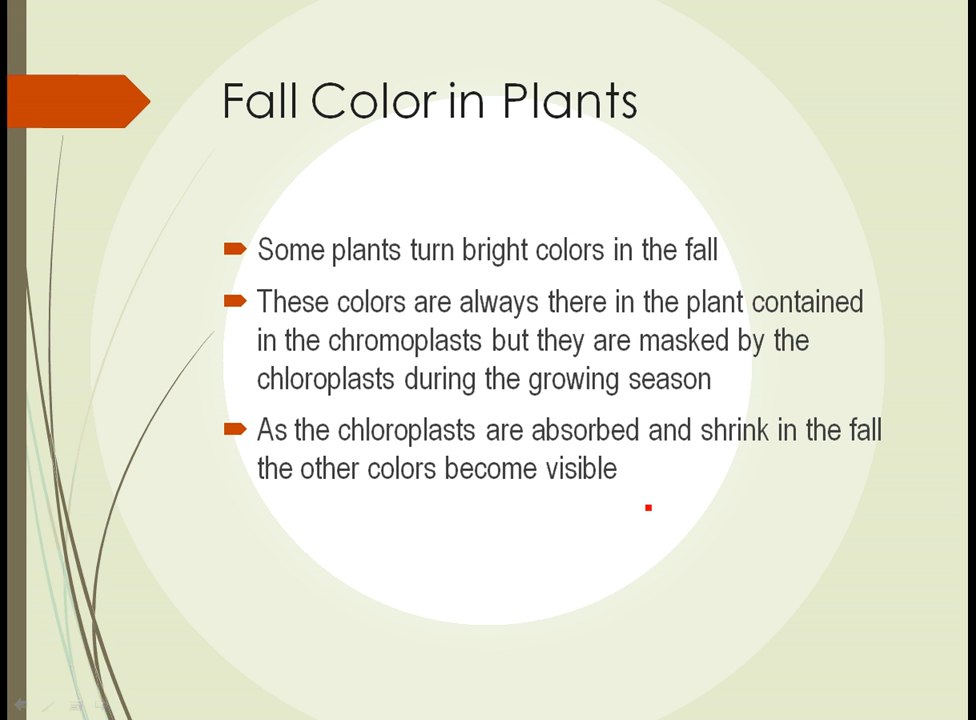 Fall Color in Plants
Some plants turn bright colors in the fall
These colors are always there in the plant contained
in the chromoplasts but they are masked by the
chloroplasts during the growing season
As the chloroplasts are absorbed and shrink in the fall
the other colors become visible